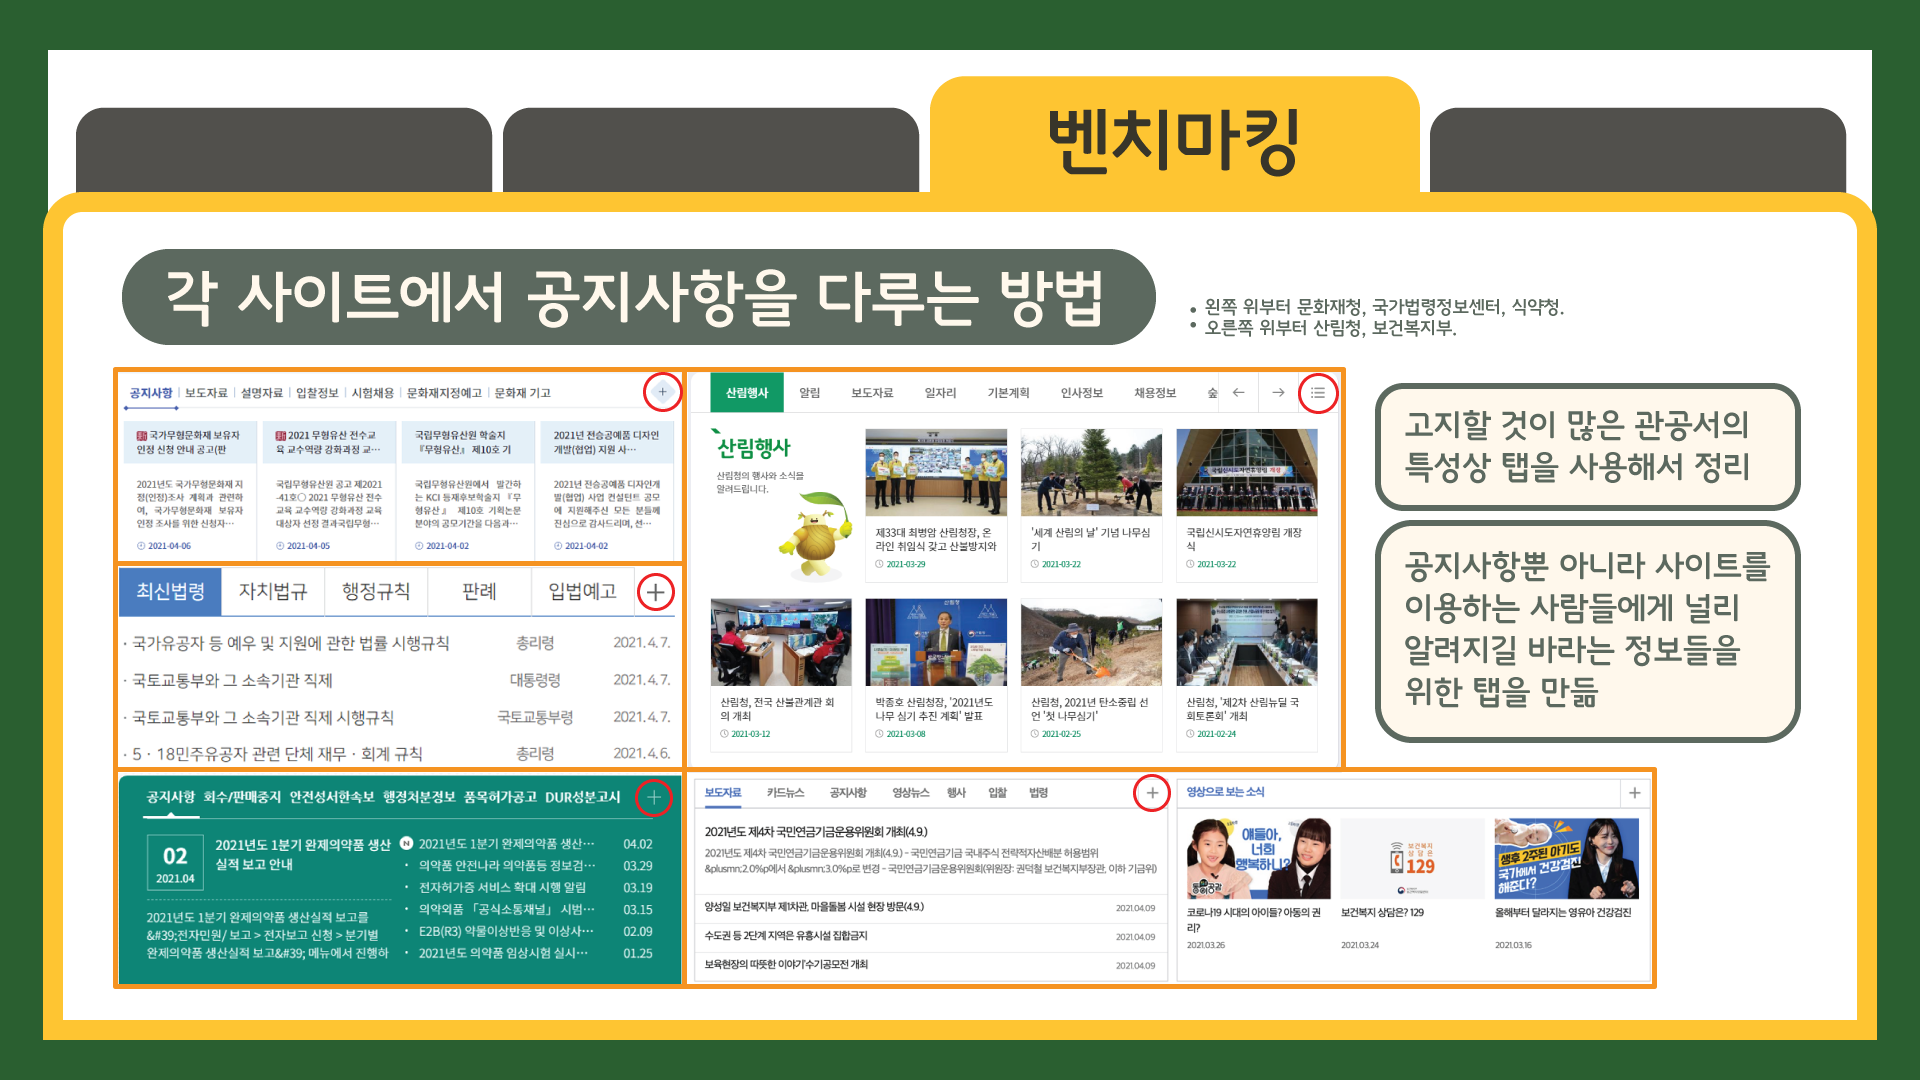 벤치마킹
각 사이트에서 공지사항을 다루는 방법
• 왼쪽 위부터 문화재청, 국가법령정보센터, 식약청.
• 오른쪽 위부터 산림청, 보건복지부.
공지사항 | 보도자료 | 설명자료 | 입찰정보 | 시험채용 | 문화재지정예고 | 문화재 기고 +
국가무형문화재 보유자
인정 신청 안내 공고(판
2021년도 국가무형문화재 지
정(인정)조사 계획과 관련하
여, 국가무형문화재 보유자
인정 조사를 위한 신청자…
2021-04-06
2021 무형유산 전수교
육 교수역량 강화과정 교…
국립무형유산원 공고 제2021
-41호○ 2021 무형유산 전수
교육 교수역량 강화과정 교육
대상자 선정 결과국립무형…
2021-04-05
국립무형유산원 학술지
『무형유산』 제10호 기
국립무형유산원에서 발간하
는 KCI 등재후보학술지 『무
형유산』 제10호 기획논문
분야의 공모기간을 다음과…
2021-04-02
2021년 전승공예품 디자인
개발(협업) 지원 사…
2021년 전승공예품 디자인개
발(협업) 사업 컨설턴트 공모
에 지원해주신 모든 분들께
진심으로 감사드리며, 선…
2021-04-02
최신법령 자치법규 행정규칙 판례 입법예고 +
· 국가유공자 등 예우 및 지원에 관한 법률 시행규칙 총리령 2021. 4. 7.
· 국토교통부와 그 소속기관 직제 대통령령 2021. 4. 7.
· 국토교통부와 그 소속기관 직제 시행규칙 국토교통부령 2021. 4. 7.
· 5 · 18민주유공자 관련 단체 재무 · 회계 규칙 총리령 2021. 4. 6.
공지사항 회수/판매중지 안전성서한속보 행정처분경보 품목허가공고 DUR성분고시 +
02
2021.04
2021년도 1분기 완제의약품 생산
실적 보고 안내
2021년도 1분기 완제의약품 생산실적 보고를
&#39;전자민원/ 보고 > 전자보고 신청 > 분기별
완제의약품 생산실적 보고&#39; 메뉴에서 진행하
N 2021년도 1분기 완제의약품 생산… 04.02
· 의약품 안전나라 의약품등 정보검… 03.29
· 전자허가증 서비스 확대 시행 알림 03.19
· 의약외품 「공식소통채널」 시범… 03.15
· E2B(R3) 약물이상반응 및 이상사… 02.09
· 2021년도 의약품 임상시험 실시… 01.25
산림행사 알림 보도자료 일자리 기본계획 인사정보 채용정보 숲 ← →
산림행사
산림청의 행사와 소식을
알려드립니다.
제33대 최병암 산림청장, 온
라인 취임식 갖고 산불방지와
2021-03-29
'세계 산림의 날' 기념 나무심
기
2021-03-22
국립신시도자연휴양림 개장
국립신시도자연휴양림 개장
식
2021-03-22
산림청, 전국 산불관계관 회
의 개최
2021-03-12
박종호 산림청장, '2021년도
나무 심기 추진 계획' 발표
2021-03-08
산림청, 2021년 탄소중립 선
언 '첫 나무심기'
2021-02-25
산림청, '제2차 산림뉴딜 국
회토론회' 개최
2021-02-24
보도자료 카드뉴스 공지사항 영상뉴스 행사 입찰 법령 +
2021년도 제4차 국민연금기금운용위원회 개최(4.9.)
2021년도 제4차 국민연금기금운용위원회 개최(4.9.) - 국민연금기금 국내주식 전략적자산배분 허용범위
&plusmn;2.0%p에서 &plusmn;3.0%p로 변경 - 국민연금기금운용위원회(위원장: 권덕철 보건복지부장관, 이하 기금위)
양성일 보건복지부 제1차관, 마을돌봄 시설 현장 방문(4.9.) 2021.04.09
수도권 등 2단계 지역은 유흥시설 집합금지 2021.04.09
보육현장의 따뜻한 이야기'수기공모전 개최 2021.04.09
영상으로 보는 소식 +
얘들아,
너희
행복하니?
코로나19 시대의 아이들? 아동의 권
리?
2021.03.26
보건복지
상담은
129
보건복지 상담은? 129
2021.03.24
생후 2주된 아기도
국가에서 건강검진
해준다?
올해부터 달라지는 영유아 건강검진
2021.03.16
고지할 것이 많은 관공서의
특성상 탭을 사용해서 정리
공지사항뿐 아니라 사이트를
이용하는 사람들에게 널리
알려지길 바라는 정보들을
위한 탭을 만듦